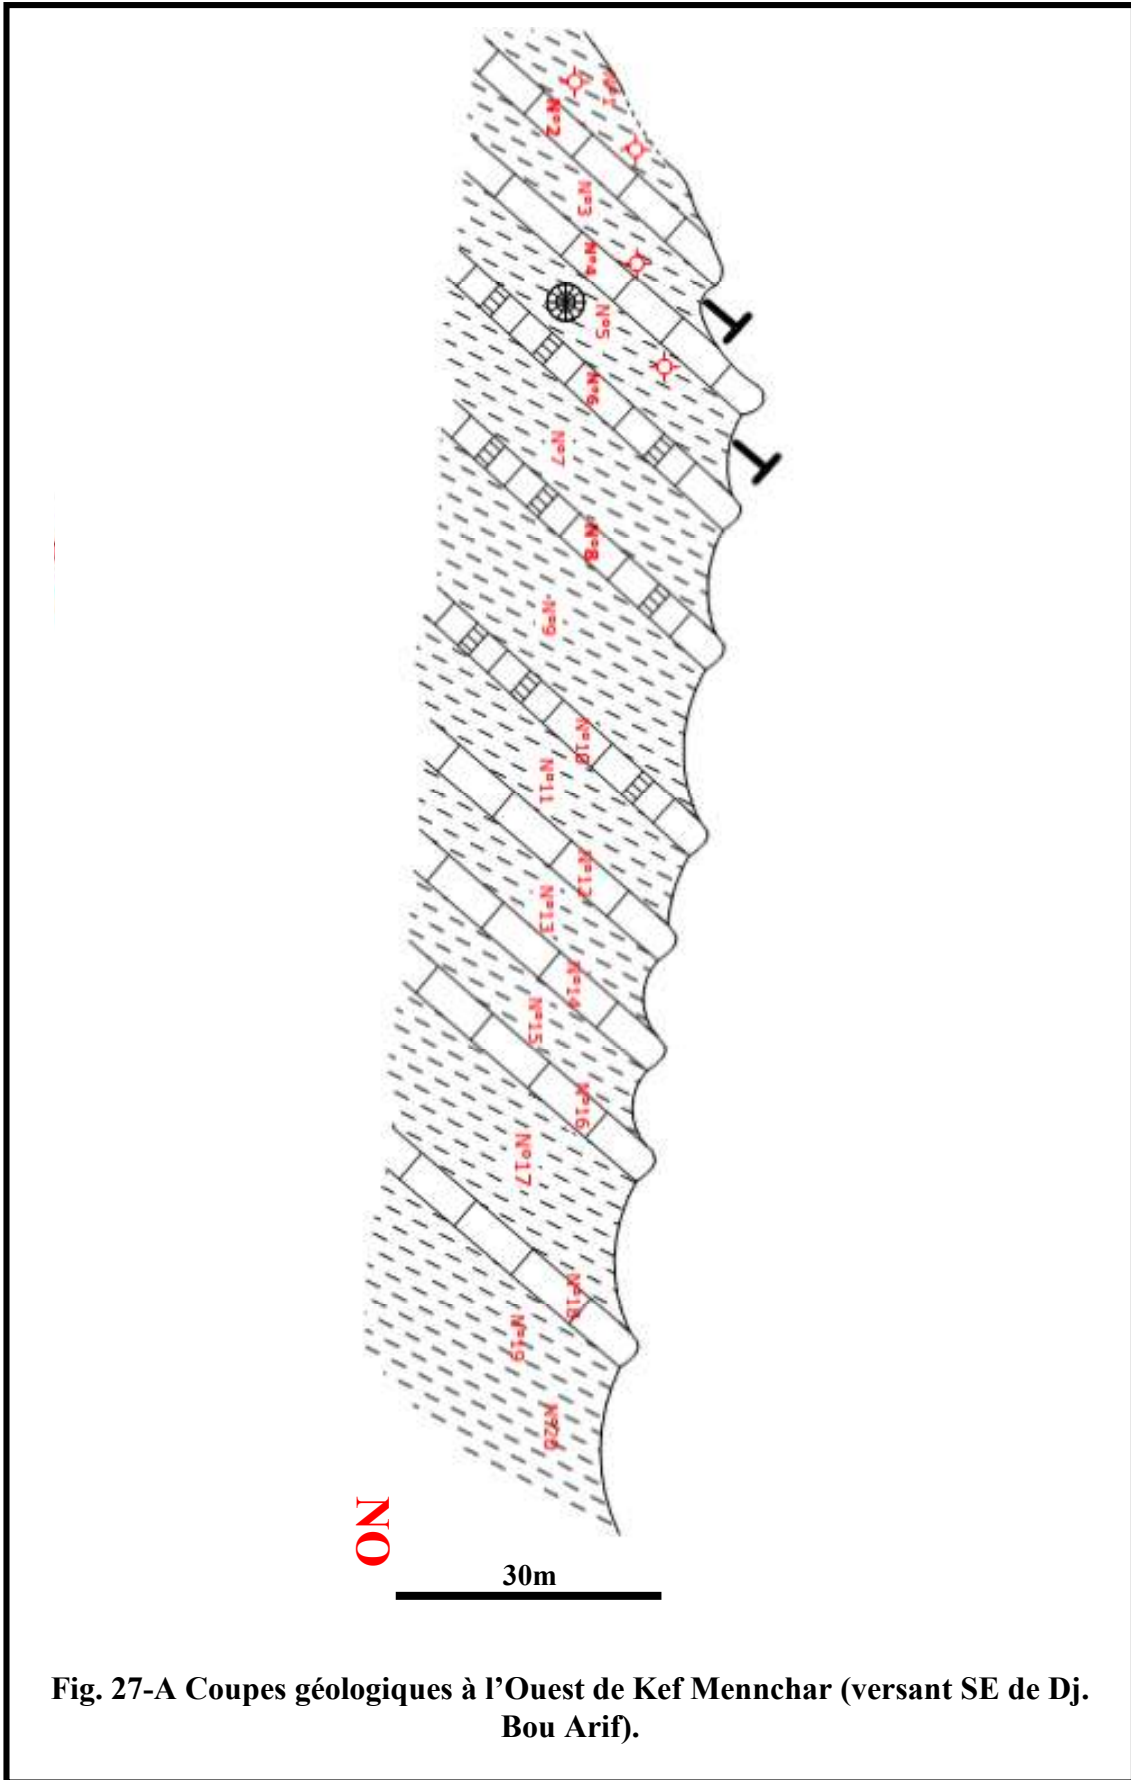 N°1
N°2
N°3
N°4
N°5
N°6
N°7
N°8
N°9
N°10
N°11
N°12
N°13
N°14
N°15
N°16
N°17
N°18
N°19
N°20
NO
30m
Fig. 27-A Coupes géologiques à l’Ouest de Kef Mennchar (versant SE de Dj.
Bou Arif).